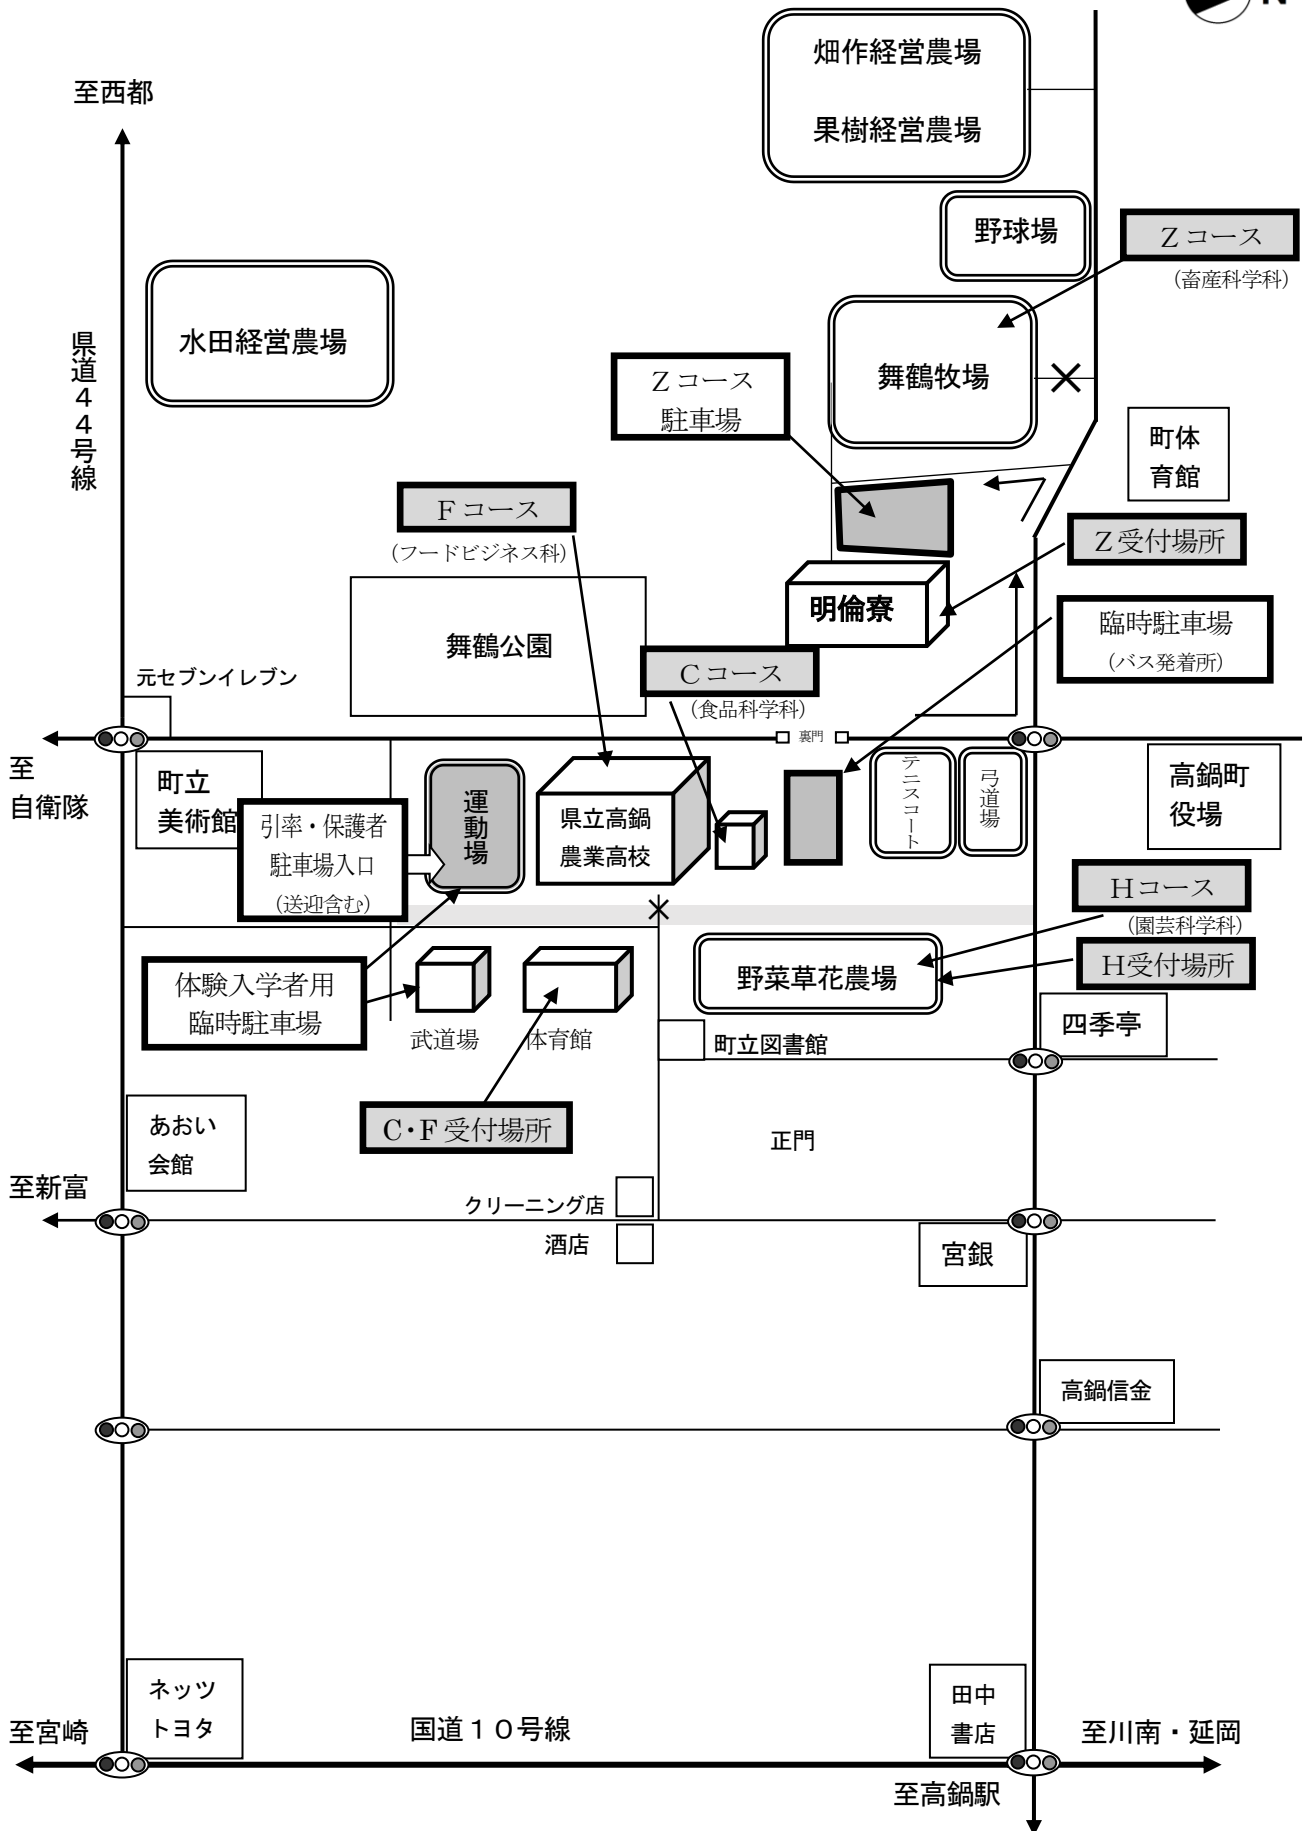 N
畑作経営農場
果樹経営農場
至西都
野球場
Ｚコース
(畜産科学科)
水田経営農場
県道４４号線
舞鶴牧場
Ｚコース
駐車場
町体
育館
Ｆコース
(フードビジネス科)
Ｚ受付場所
明倫寮
臨時駐車場
(バス発着所)
舞鶴公園
Ｃコース
(食品科学科)
元セブンイレブン
裏門
至
自衛隊
町立
美術館
引率・保護者
駐車場入口
(送迎含む)
運動場
県立高鍋
農業高校
テニスコート
弓道場
高鍋町
役場
Ｈコース
(園芸科学科)
Ｈ受付場所
野菜草花農場
体験入学者用
臨時駐車場
武道場
体育館
町立図書館
四季亭
C・F 受付場所
正門
あおい
会館
至新富
クリーニング店
酒店
宮銀
高鍋信金
ネッツ
トヨタ
田中
書店
至宮崎
国道１０号線
至川南・延岡
至高鍋駅